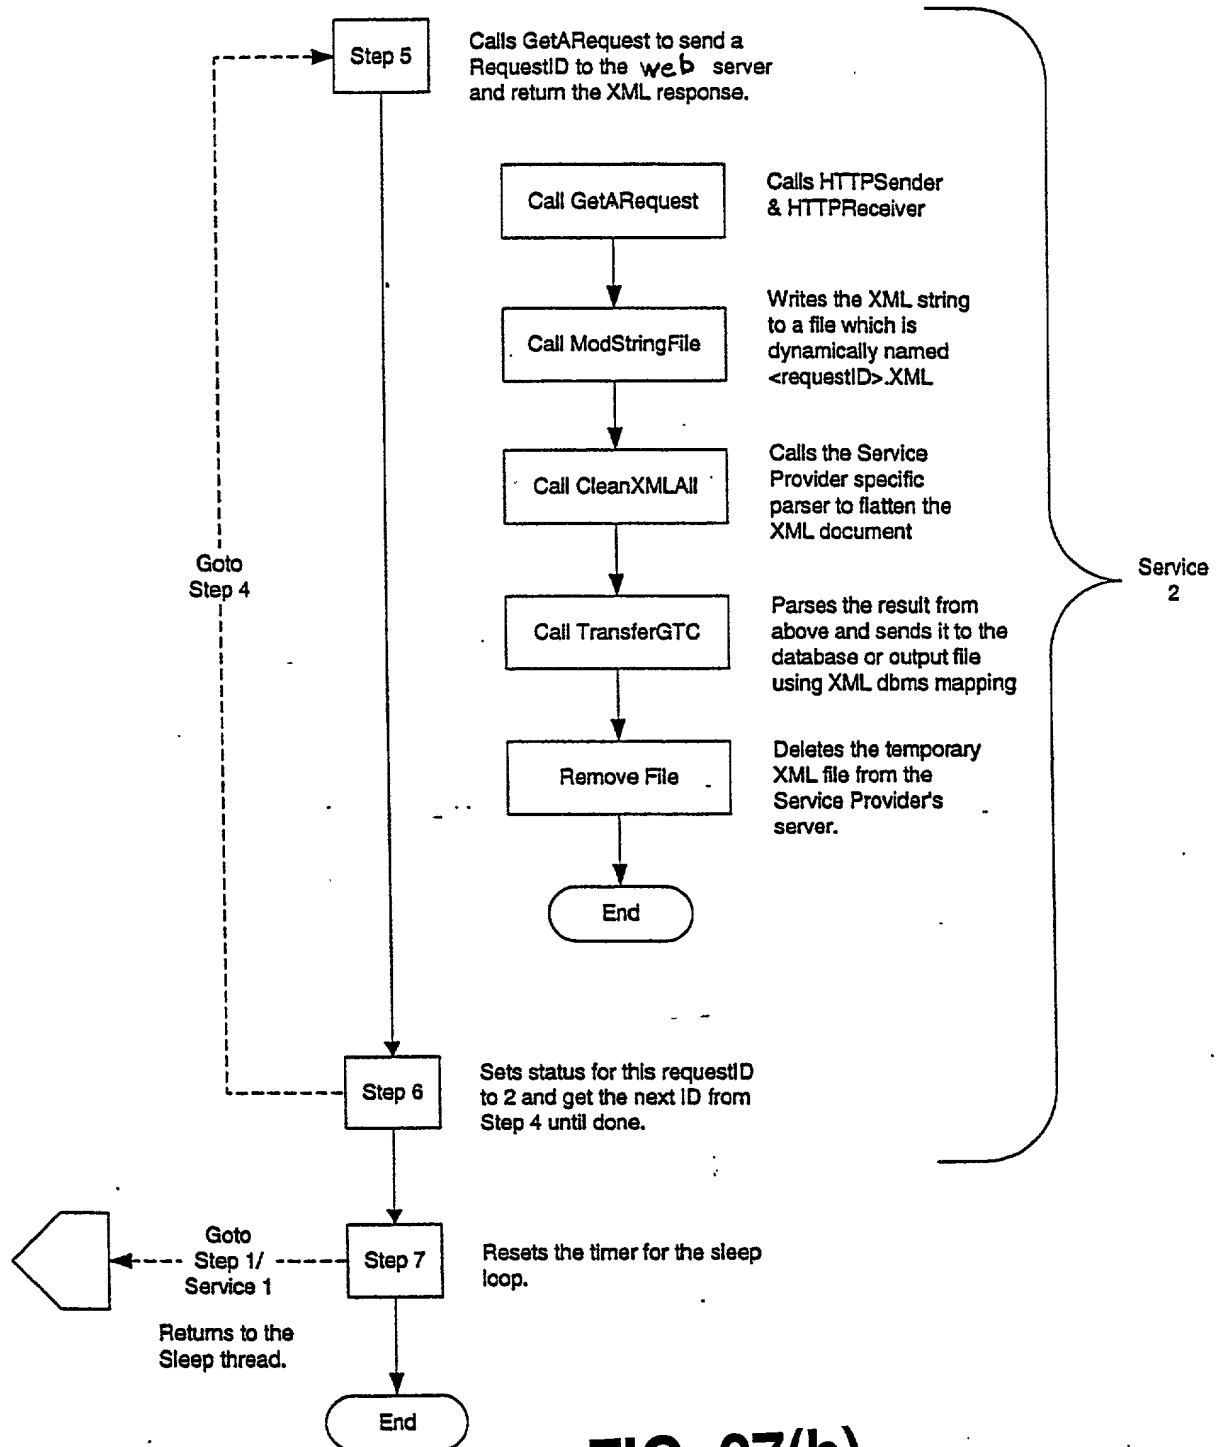 Step 5
Calls GetARequest to send a
RequestID to the web server
and return the XML response.
Call GetARequest
Calls HTTPSender
& HTTPReceiver
Call ModStringFile
Writes the XML string
to a file which is
dynamically named
<requestID>.XML
Call CleanXMLAll
Calls the Service
Provider specific
parser to flatten the
XML document
Goto
Step 4
Service
2
Call TransferGTC
Parses the result from
above and sends it to the
database or output file
using XML dbms mapping
Remove File
Deletes the temporary
XML file from the
Service Provider's
server.
End
Step 6
Sets status for this requestID
to 2 and get the next ID from
Step 4 until done.
Goto
Step 1/
Service 1
Step 7
Resets the timer for the sleep
loop.
Returns to the
Sleep thread.
End
FIG. 27(b)